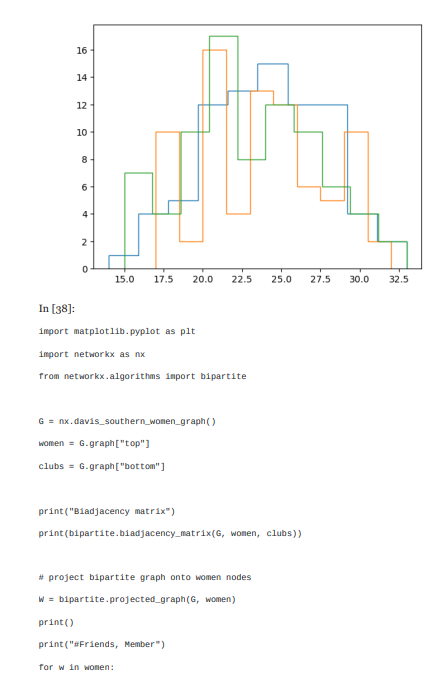 16
14
12
10
8
6
4
2
0
15.0 17.5 20.0 22.5 25.0 27.5 30.0 32.5
In [38]:
import matplotlib.pyplot as plt
import networkx as nx
from networkx.algorithms import bipartite
G = nx.davis_southern_women_graph()
women = G.graph["top"]
clubs = G.graph["bottom"]
print("Biadjacency matrix")
print(bipartite.biadjacency_matrix(G, women, clubs))
# project bipartite graph onto women nodes
W = bipartite.projected_graph(G, women)
print()
print("#Friends, Member")
for w in women: